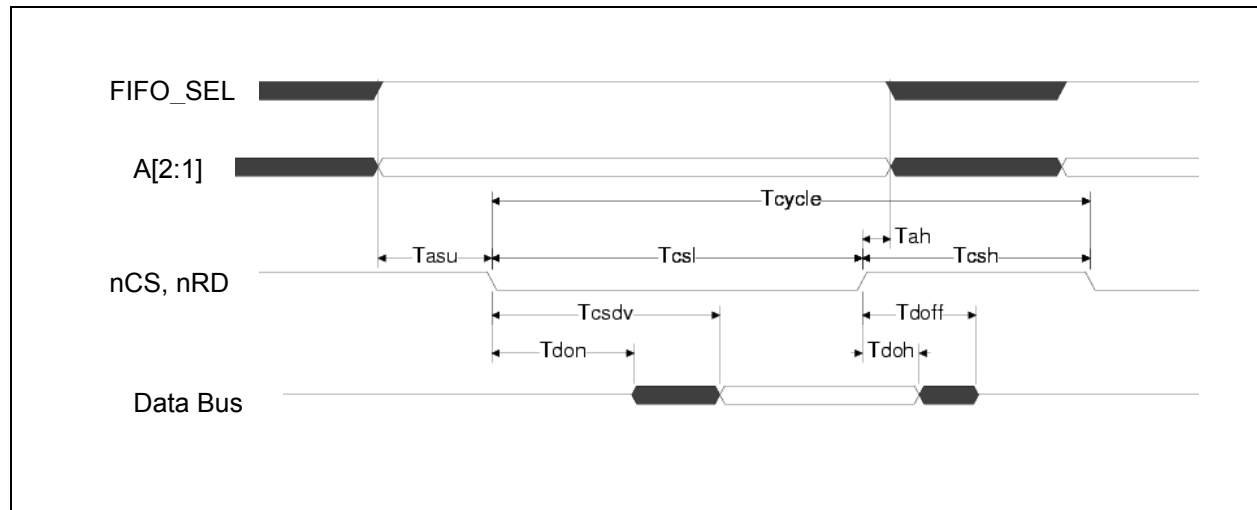 FIFO_SEL
A[2:1]
Tcycle
Tah
Tasu
Tcsl
Tcsh
nCS, nRD
Tcsdv
Tdoff
Tdon
Tdoh
Data Bus